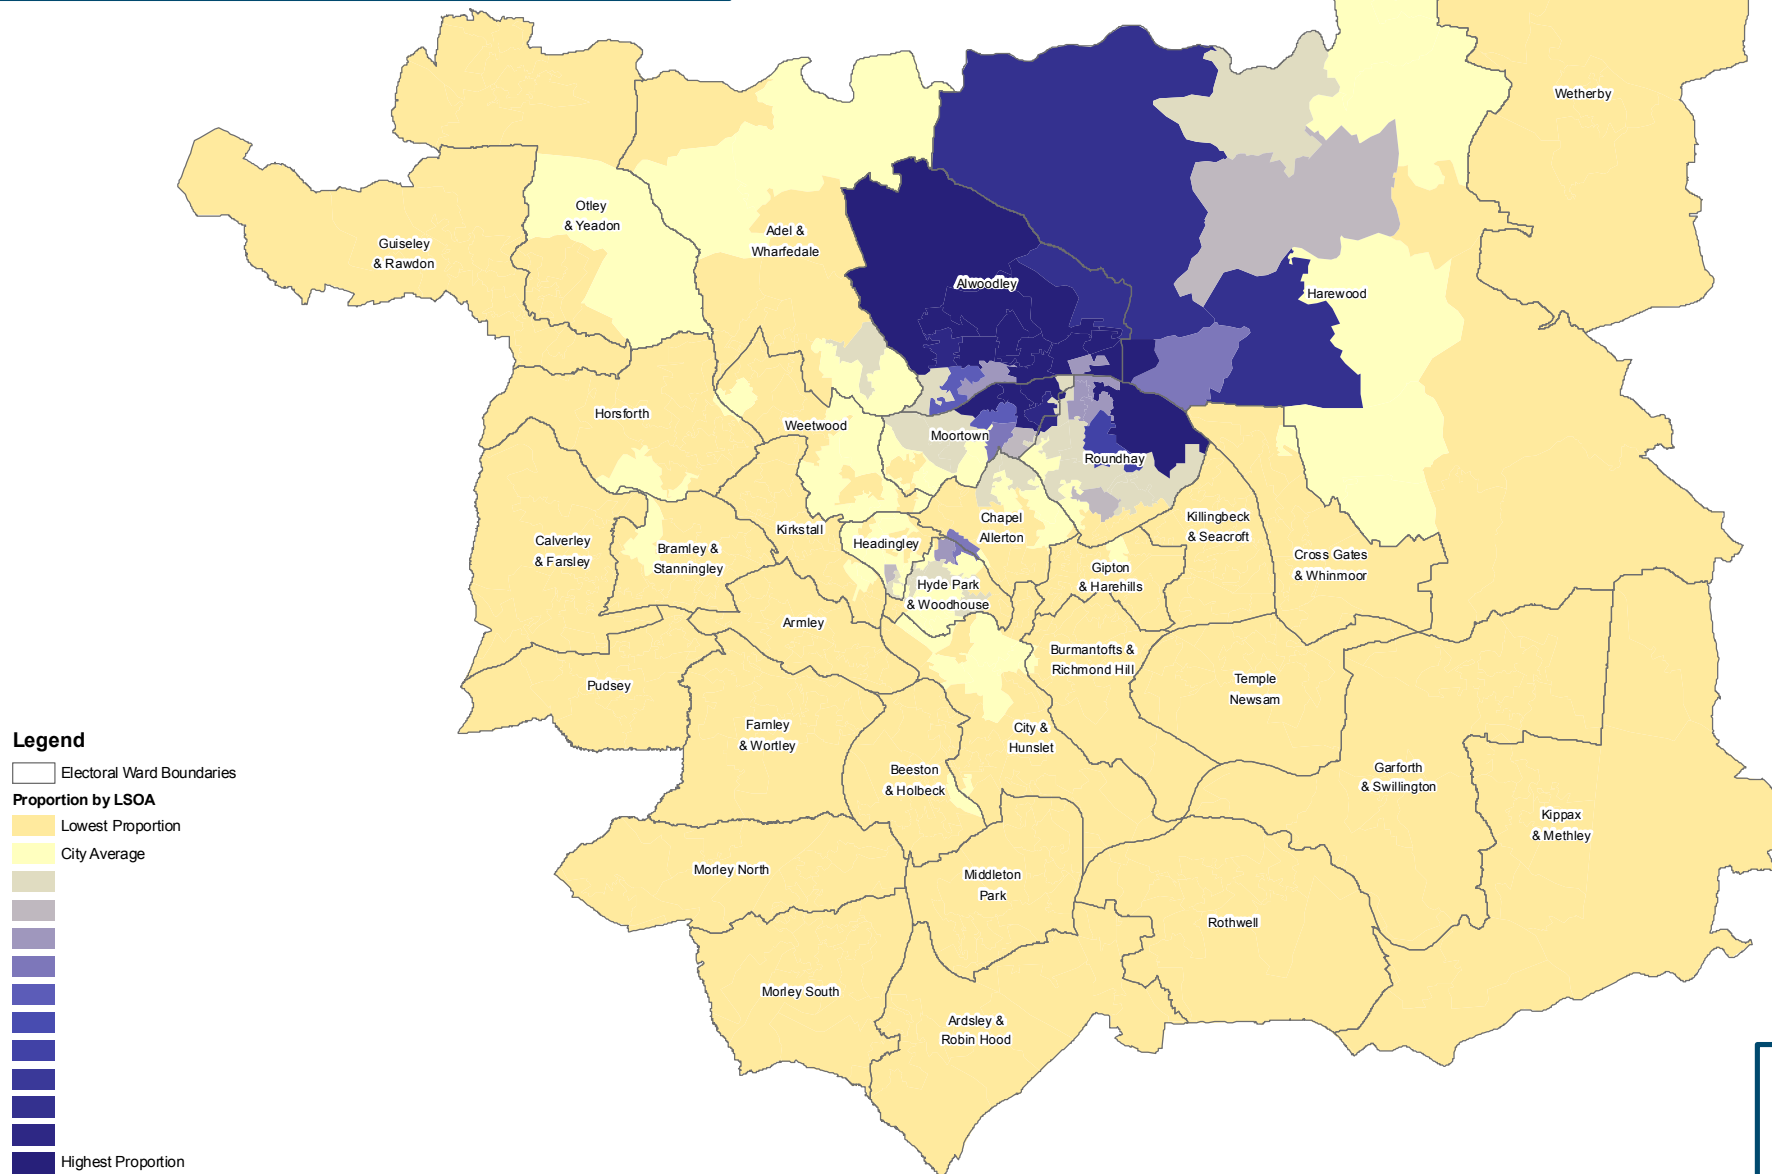 Wetherby
Otley
& Yeadon
Guiseley
& Rawdon
Adel &
Wharfedale
Alwoodley
Harewood
Horsforth
Weetwood
Moortown
Roundhay
Calverley
& Farsley
Bramley &
Stanningley
Kirkstall
Headingley
Chapel
Allerton
Killingbeck
& Seacroft
Cross Gates
& Whinmoor
Gipton
& Harehills
Hyde Park
& Woodhouse
Armley
Burmantofts &
Richmond Hill
Temple
Newsam
Pudsey
Farnley
& Wortley
City &
Hunslet
Beeston
& Holbeck
Garforth
& Swillington
Kippax
& Methley
Morley North
Middleton
Park
Rothwell
Morley South
Ardsley &
Robin Hood
Legend
Electoral Ward Boundaries
Proportion by LSOA
Lowest Proportion
City Average
Highest Proportion